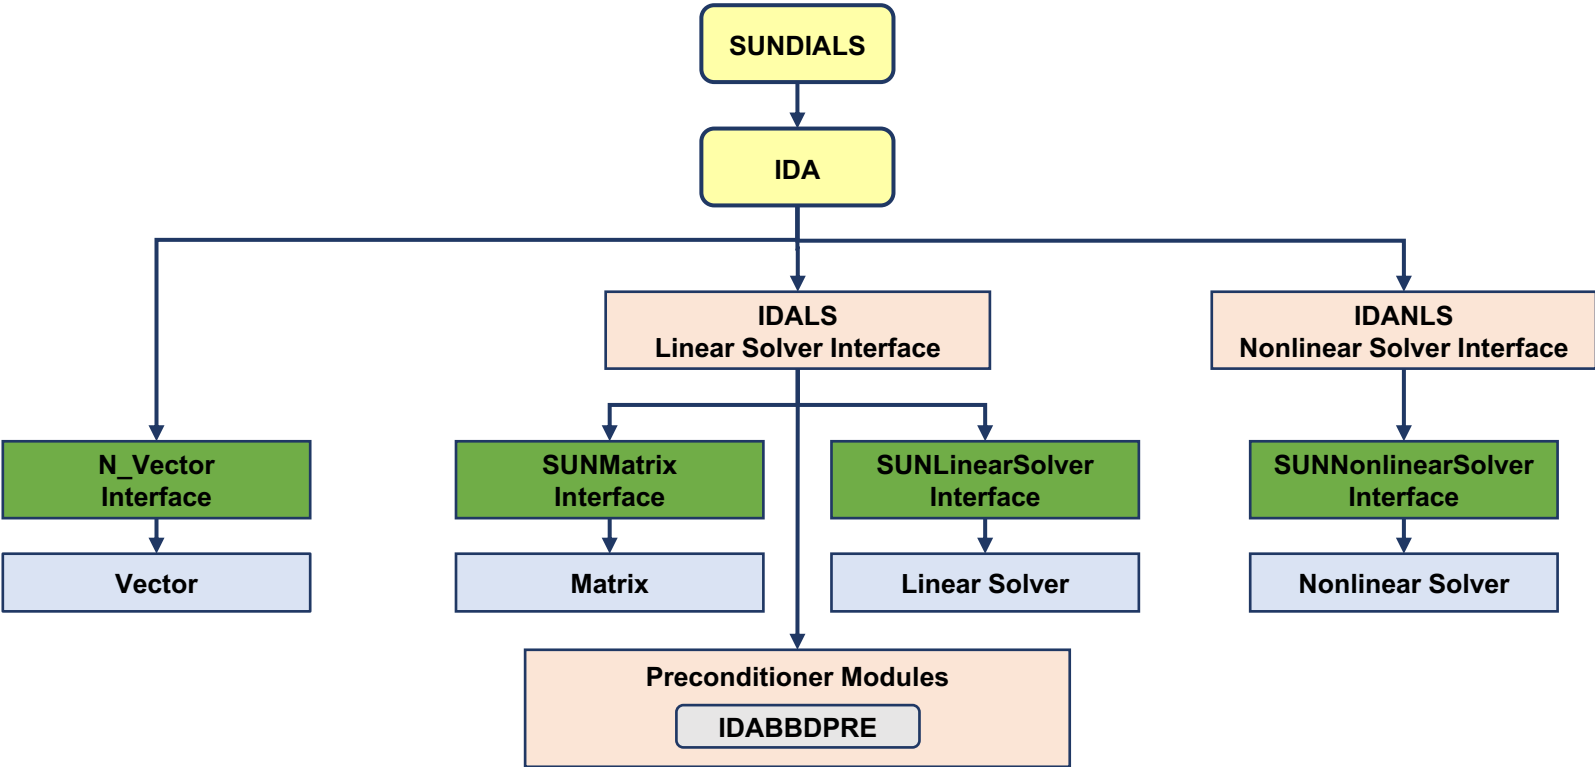 SUNDIALS
IDA
IDALS
Linear Solver Interface
IDANLS
Nonlinear Solver Interface
N_Vector
Interface
SUNMatrix
Interface
SUNLinearSolver
Interface
SUNNonlinearSolver
Interface
Vector
Matrix
Linear Solver
Nonlinear Solver
Preconditioner Modules
IDABBDPRE